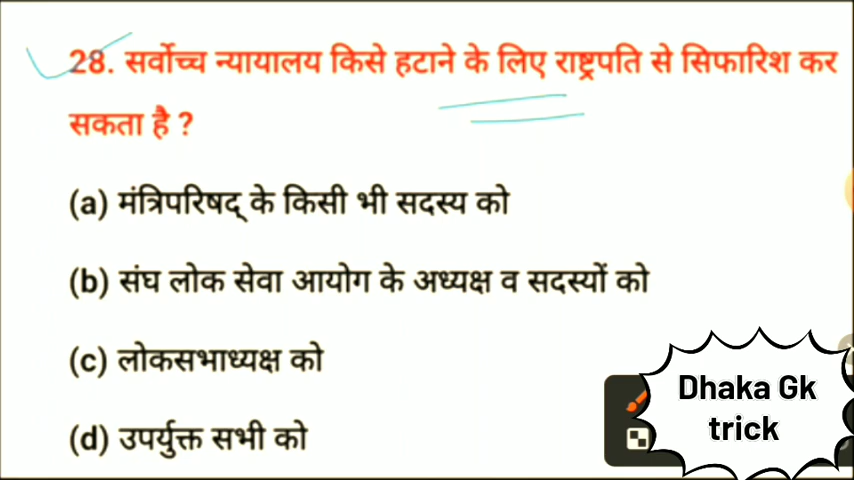 28. सर्वोच्च न्यायालय किसे हटाने के लिए राष्ट्रपति से सिफारिश कर
सकता है ?
(a) मंत्रिपरिषद् के किसी भी सदस्य को
(b) संघ लोक सेवा आयोग के अध्यक्ष व सदस्यों को
(c) लोकसभाध्यक्ष को
(d) उपर्युक्त सभी को
Dhaka Gk
trick